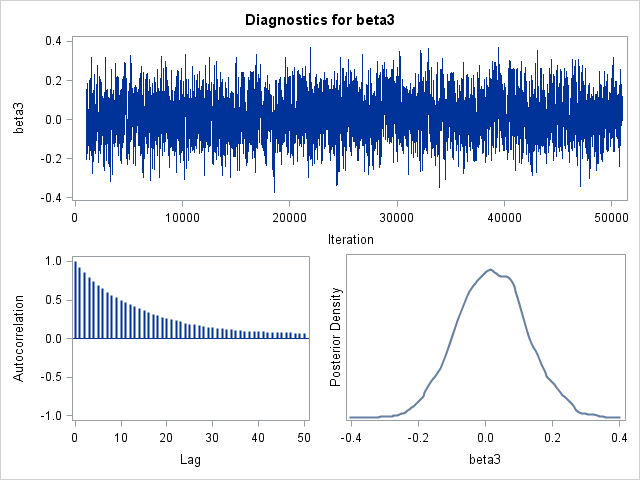 Diagnostics for beta3
0.4
0.2
0.0
-0.2
-0.4
beta3
0 10000 20000 30000 40000 50000
Iteration
1.0
0.5
0.0
-0.5
-1.0
Autocorrelation
0 10 20 30 40 50
Lag
Posterior Density
-0.4 -0.2 0.0 0.2 0.4
beta3